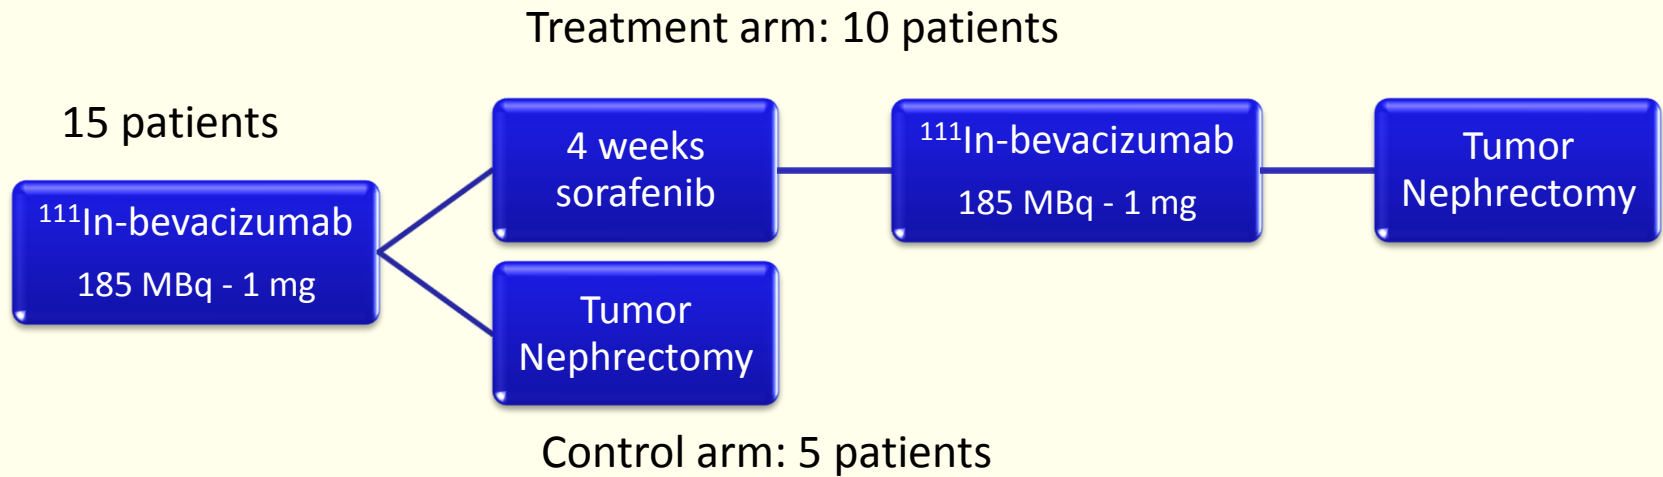 Treatment arm: 10 patients
15 patients
¹¹¹In-bevacizumab
185 MBq - 1 mg
4 weeks
sorafenib
¹¹¹In-bevacizumab
185 MBq - 1 mg
Tumor
Nephrectomy
Tumor
Nephrectomy
Control arm: 5 patients